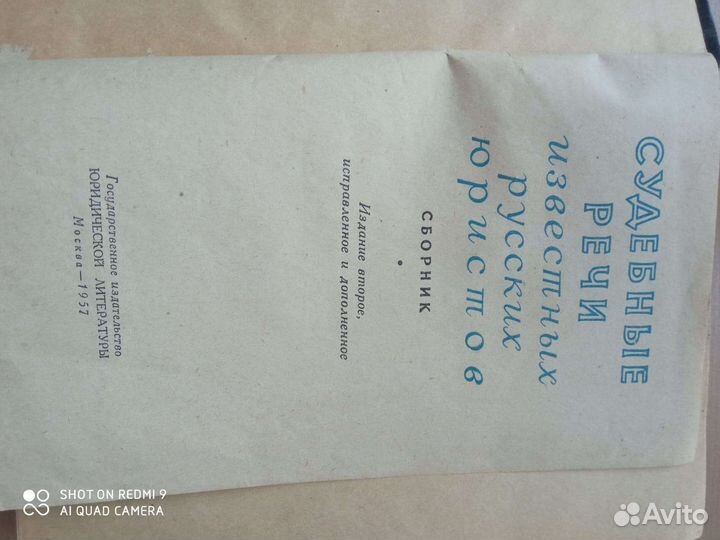 СУДЕБНЫЕ
РЕЧИ
известных
русских
юристов
СБОРНИК
Издание второе,
исправленное и дополненное
Государственное издательство
ЮРИДИЧЕСКОЙ ЛИТЕРАТУРЫ
Москва—1957
SHOT ON REDMI 9
AI QUAD CAMERA
Avito